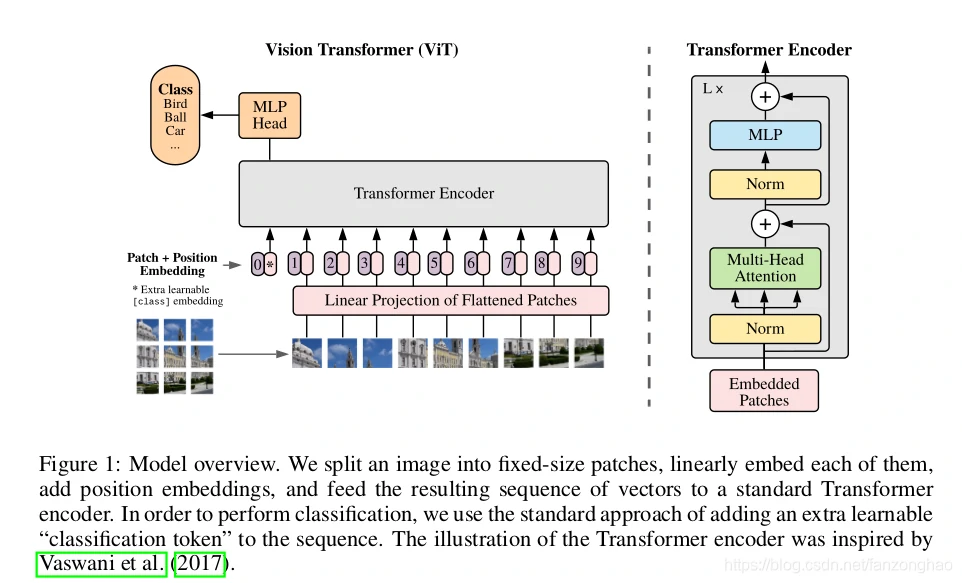 Vision Transformer (ViT)
Class
Bird
Ball
Car
...
MLP
Head
Transformer Encoder
Patch + Position
Embedding
0 * 1 2 3 4 5 6 7 8 9
* Extra learnable
[class] embedding
Linear Projection of Flattened Patches
Transformer Encoder
L x
+
MLP
Norm
+
Multi-Head
Attention
Norm
Embedded
Patches
Figure 1: Model overview. We split an image into fixed-size patches, linearly embed each of them,
add position embeddings, and feed the resulting sequence of vectors to a standard Transformer
encoder. In order to perform classification, we use the standard approach of adding an extra learnable
“classification token” to the sequence. The illustration of the Transformer encoder was inspired by
Vaswani et al. (2017).
https://blog.csdn.net/fanzonghao